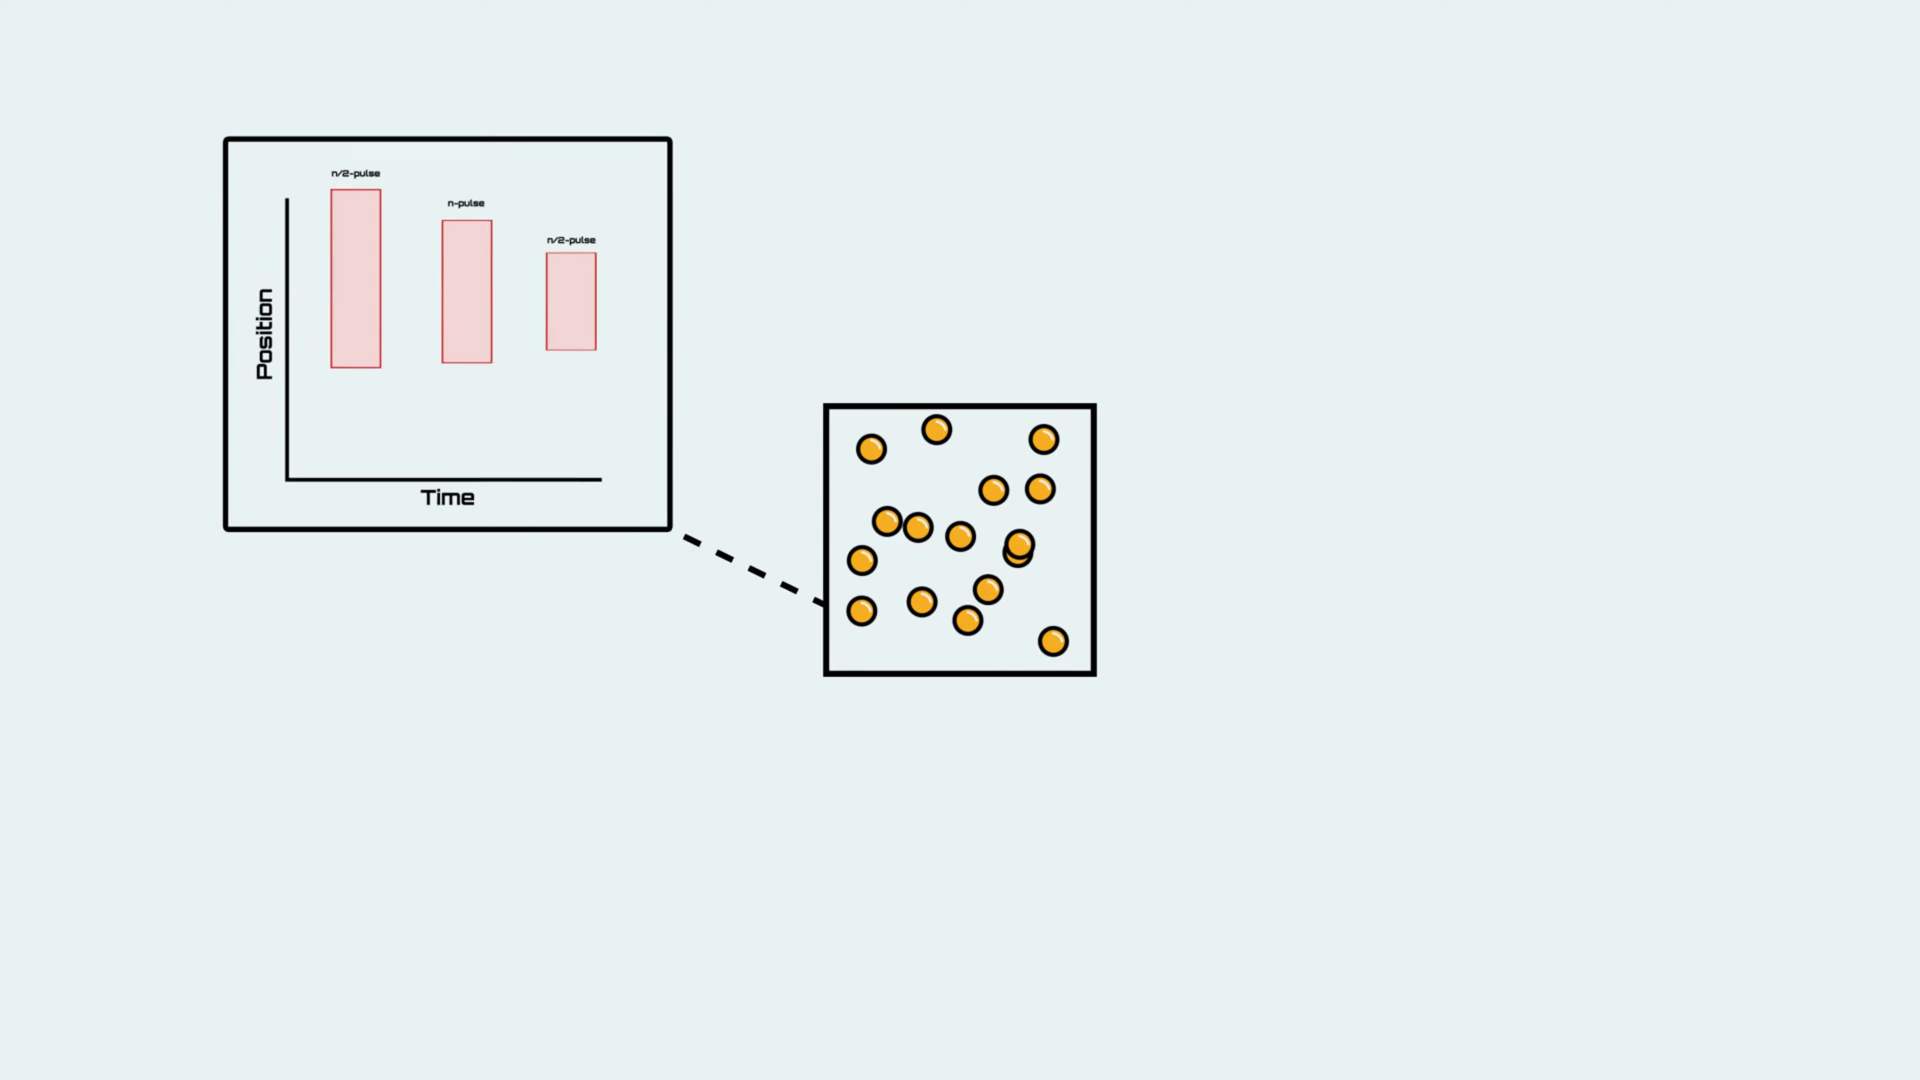 n/2-pulse
n-pulse
n/2-pulse
Position
Time